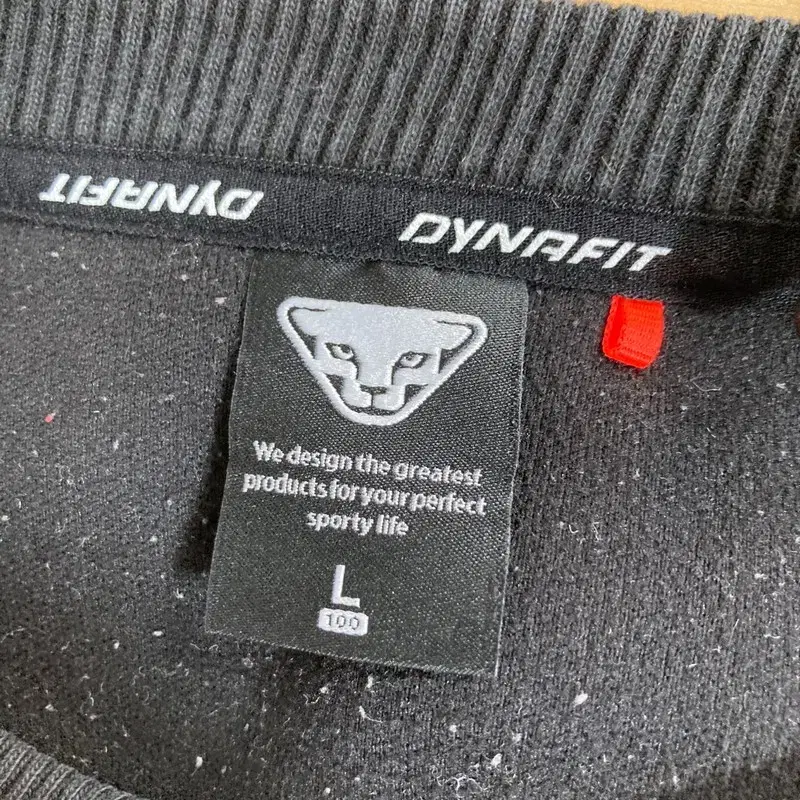 DYNAFIT
DYNAFIT
We design the greatest
products for your perfect
sporty life
L
100